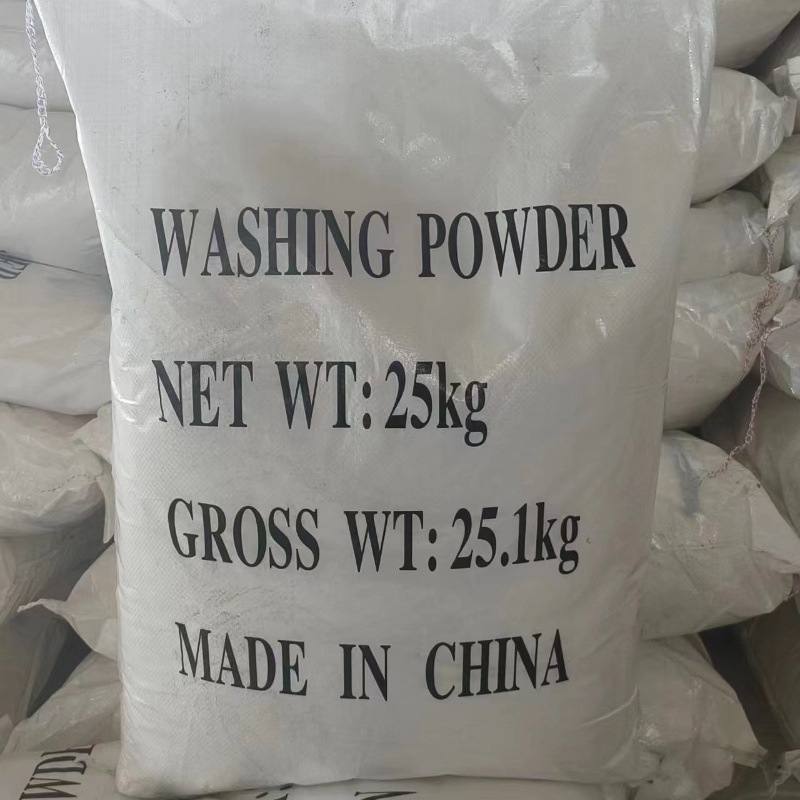 WASHING POWDER
NET WT: 25kg
GROSS WT: 25.1kg
MADE IN CHINA